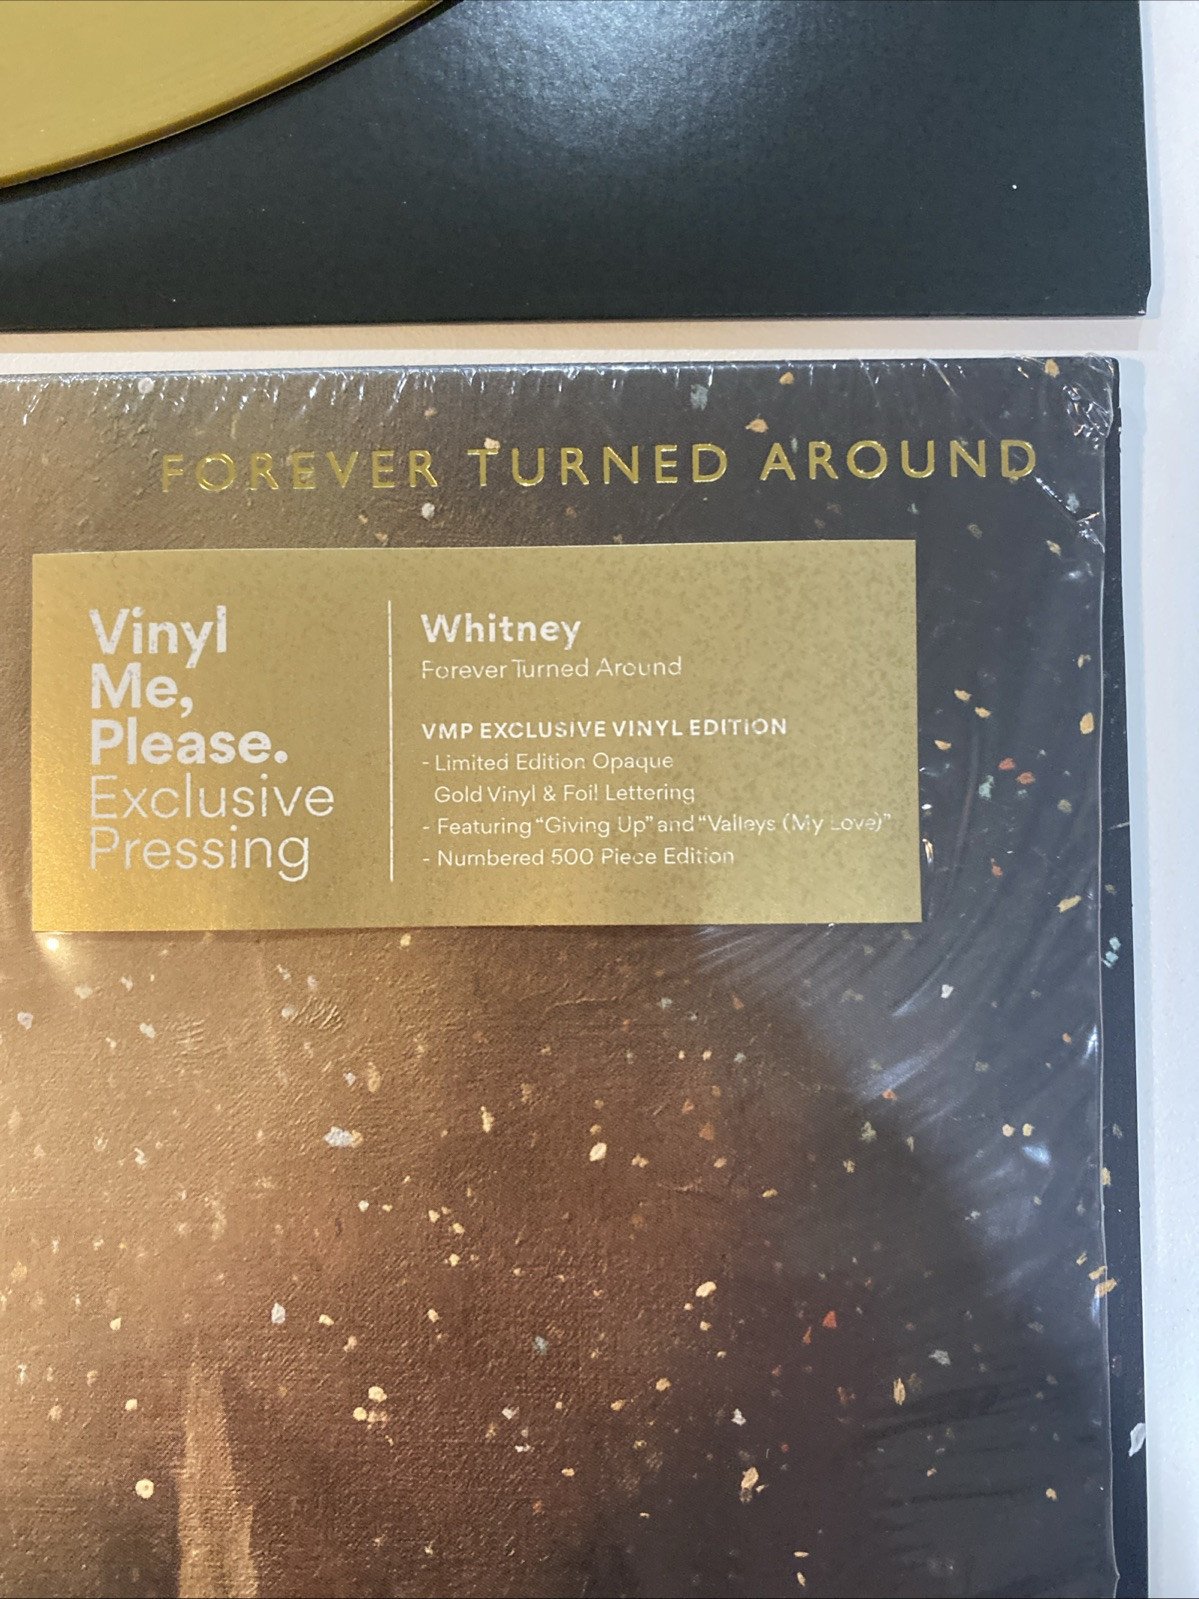 FOREVER TURNED AROUND
Vinyl
Me,
Please.
Exclusive
Pressing
Whitney
Forever Turned Around
VMP EXCLUSIVE VINYL EDITION
- Limited Edition Opaque
Gold Vinyl & Foil Lettering
- Featuring “Giving Up” and “Valleys (My Love)”
- Numbered 500 Piece Edition